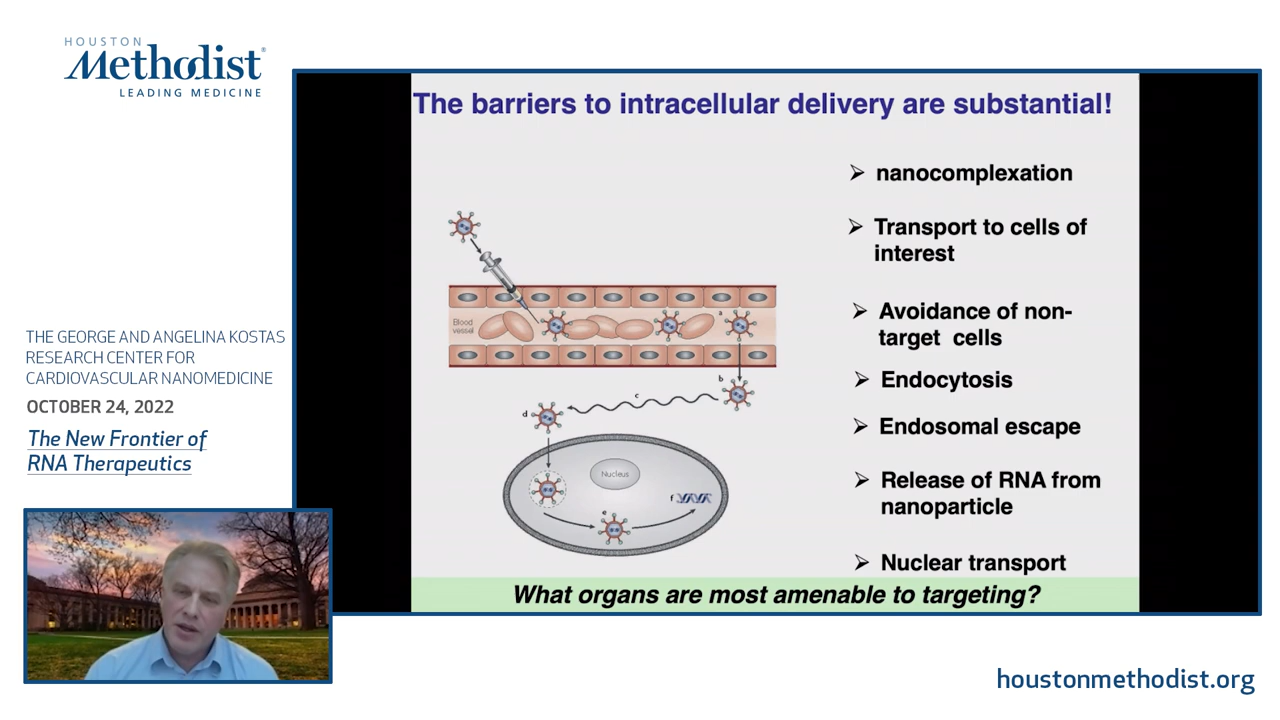 HOUSTON
Methodist®
LEADING MEDICINE
THE GEORGE AND ANGELINA KOSTAS
RESEARCH CENTER FOR
CARDIOVASCULAR NANOMEDICINE
OCTOBER 24, 2022
The New Frontier of
RNA Therapeutics
The barriers to intracellular delivery are substantial!
Blood
vessel
a
b
c
d
Nucleus
e
f
➢ nanocomplexation
➢ Transport to cells of
interest
➢ Avoidance of non-
target cells
➢ Endocytosis
➢ Endosomal escape
➢ Release of RNA from
nanoparticle
➢ Nuclear transport
What organs are most amenable to targeting?
houstonmethodist.org